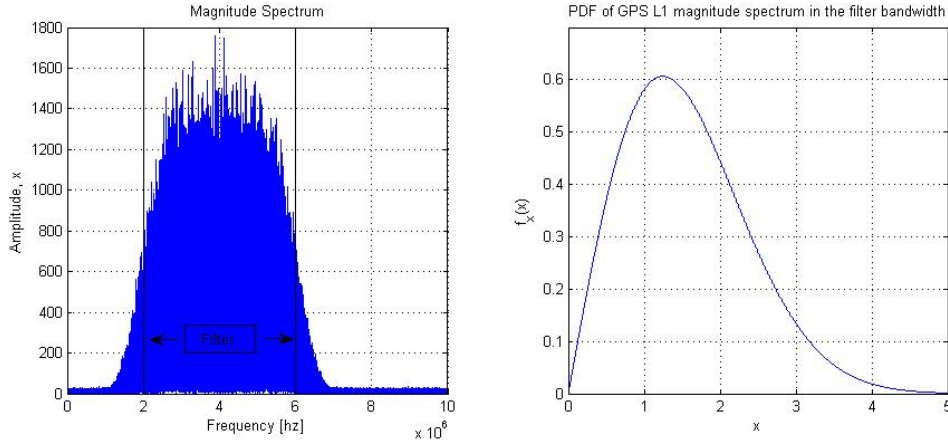 Magnitude Spectrum
1800
1600
1400
1200
1000
800
600
400
200
0
Amplitude, x
Filter
0 2 4 6 8 10
Frequency [hz]
x 10^6
PDF of GPS L1 magnitude spectrum in the filter bandwidth
0.6
0.5
0.4
0.3
0.2
0.1
0
f_x(x)
0 1 2 3 4 5
x